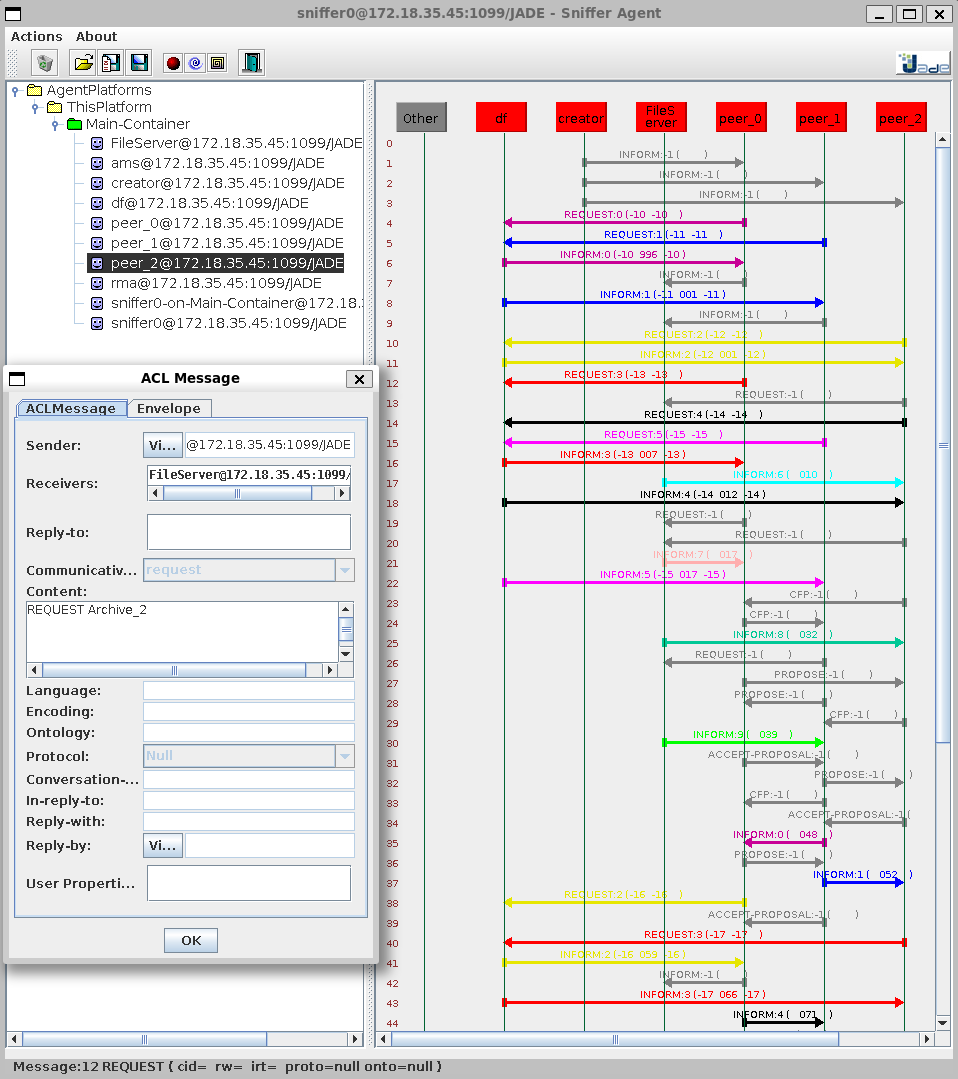 sniffer0@172.18.35.45:1099/JADE - Sniffer Agent
Actions About
Jade
AgentPlatforms
ThisPlatform
Main-Container
FileServer@172.18.35.45:1099/JADE
ams@172.18.35.45:1099/JADE
creator@172.18.35.45:1099/JADE
df@172.18.35.45:1099/JADE
peer_0@172.18.35.45:1099/JADE
peer_1@172.18.35.45:1099/JADE
peer_2@172.18.35.45:1099/JADE
rma@172.18.35.45:1099/JADE
sniffer0-on-Main-Container@172.18.
sniffer0@172.18.35.45:1099/JADE
ACL Message
ACLMessage Envelope
Sender: Vi... @172.18.35.45:1099/JADE
Receivers: FileServer@172.18.35.45:1099/
Reply-to:
Communicativ... request
Content:
REQUEST Archive_2
Language:
Encoding:
Ontology:
Protocol: Null
Conversation-...
In-reply-to:
Reply-with:
Reply-by: Vi...
User Properti...
OK
Other df creator FileS erver peer_0 peer_1 peer_2
0
1 INFORM:-1 ( )
2 INFORM:-1 ( )
3 INFORM:-1 ( )
4 REQUEST:0 (-10 -10 )
5 REQUEST:1 (-11 -11 )
6 INFORM:0 (-10 996 -10 )
7 INFORM:-1 ( )
8 INFORM:1 (-11 001 -11 )
9 INFORM:-1 ( )
10 REQUEST:2 (-12 -12 )
11 INFORM:2 (-12 001 -12 )
12 REQUEST:3 (-13 -13 )
13 REQUEST:-1 ( )
14 REQUEST:4 (-14 -14 )
15 REQUEST:5 (-15 -15 )
16 INFORM:3 (-13 007 -13 )
17 INFORM:6 ( 010 )
18 INFORM:4 (-14 012 -14 )
19 REQUEST:-1 ( )
20 REQUEST:-1 ( )
21 INFORM:7 ( 017 )
22 INFORM:5 (-15 017 -15 )
23 CFP:-1 ( )
24 CFP:-1 ( )
25 INFORM:8 ( 032 )
26 REQUEST:-1 ( )
27 PROPOSE:-1 ( )
28 PROPOSE:-1 ( )
29 CFP:-1 ( )
30 INFORM:9 ( 039 )
31 ACCEPT-PROPOSAL:-1 ( )
32 PROPOSE:-1 ( )
33 CFP:-1 ( )
34 ACCEPT-PROPOSAL:-1 (
35 INFORM:0 ( 048 )
36 PROPOSE:-1 ( )
37 INFORM:1 ( 052 )
38 REQUEST:2 (-16 -16 )
39 ACCEPT-PROPOSAL:-1 ( )
40 REQUEST:3 (-17 -17 )
41 INFORM:2 (-16 059 -16 )
42 INFORM:-1 ( )
43 INFORM:3 (-17 066 -17 )
44 INFORM:4 ( 071 )
Message:12 REQUEST ( cid= rw= irt= proto=null onto=null )